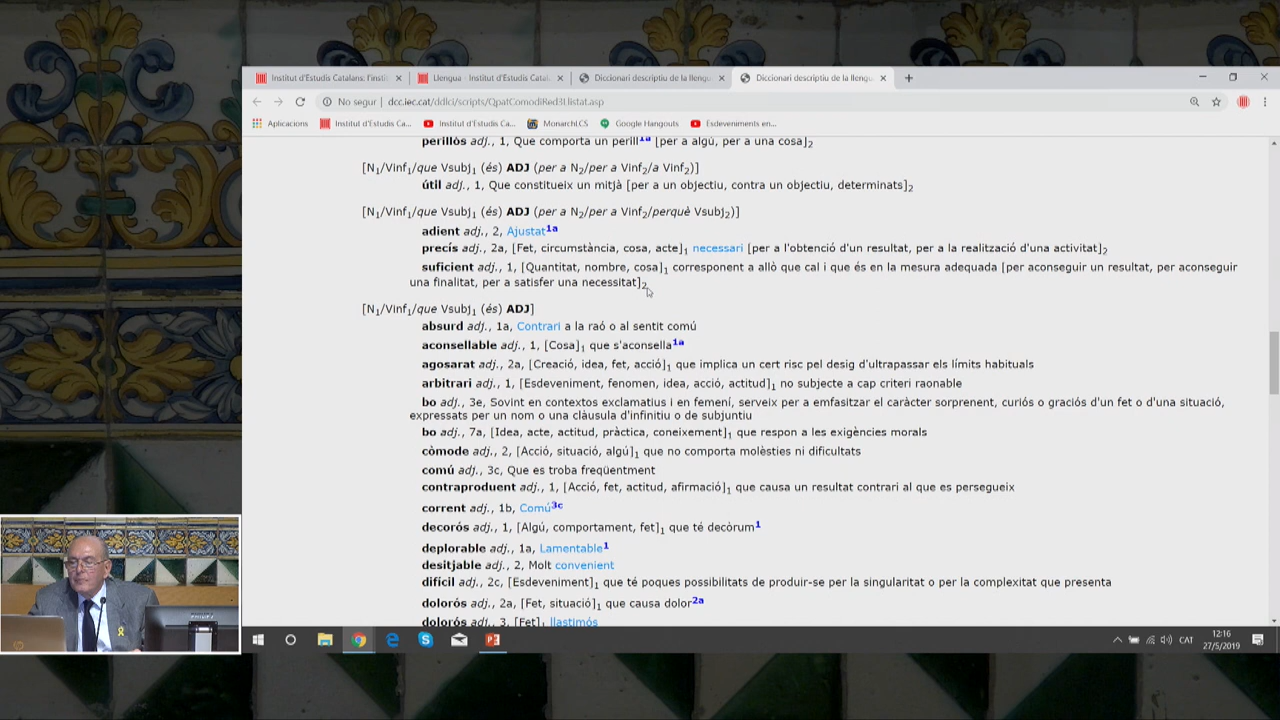 Institut d'Estudis Catalans: l'insti
Llengua - Institut d'Estudis Catal
Diccionari descriptiu de la llengu
Diccionari descriptiu de la llengu
No segur | dcc.iec.cat/ddlci/scripts/QpatComodiRed3Llistat.asp
Aplicacions Institut d'Estudis Ca... Institut d'Estudis C... MonarchLCS Google Hangouts Esdeveniments en...
perillós adj., 1, Que comporta un perill1a [per a algú, per a una cosa]2
[N1/Vinf1/que Vsubj1 (és) ADJ (per a N2/per a Vinf2/a Vinf2)]
útil adj., 1, Que constitueix un mitjà [per a un objectiu, contra un objectiu, determinats]2
[N1/Vinf1/que Vsubj1 (és) ADJ (per a N2/per a Vinf2/perquè Vsubj2)]
adient adj., 2, Ajustat1a
precís adj., 2a, [Fet, circumstància, cosa, acte]1 necessari [per a l'obtenció d'un resultat, per a la realització d'una activitat]2
suficient adj., 1, [Quantitat, nombre, cosa]1 corresponent a allò que cal i que és en la mesura adequada [per aconseguir un resultat, per aconseguir
una finalitat, per a satisfer una necessitat]2
[N1/Vinf1/que Vsubj1 (és) ADJ]
absurd adj., 1a, Contrari a la raó o al sentit comú
aconsellable adj., 1, [Cosa]1 que s'aconsella1a
agosarat adj., 2a, [Creació, idea, fet, acció]1 que implica un cert risc pel desig d'ultrapassar els límits habituals
arbitrari adj., 1, [Esdeveniment, fenomen, idea, acció, actitud]1 no subjecte a cap criteri raonable
bo adj., 3e, Sovint en contextos exclamatius i en femení, serveix per a emfasitzar el caràcter sorprenent, curiós o graciós d'un fet o d'una situació,
expressats per un nom o una clàusula d'infinitiu o de subjuntiu
bo adj., 7a, [Idea, acte, actitud, pràctica, coneixement]1 que respon a les exigències morals
còmode adj., 2, [Acció, situació, algú]1 que no comporta molèsties ni dificultats
comú adj., 3c, Que es troba freqüentment
contraproduent adj., 1, [Acció, fet, actitud, afirmació]1 que causa un resultat contrari al que es persegueix
corrent adj., 1b, Comú3c
decorós adj., 1, [Algú, comportament, fet]1 que té decòrum1
deplorable adj., 1a, Lamentable1
desitjable adj., 2, Molt convenient
difícil adj., 2c, [Esdeveniment]1 que té poques possibilitats de produir-se per la singularitat o per la complexitat que presenta
dolorós adj., 2a, [Fet, situació]1 que causa dolor2a
dolorós adj., 3, [Fet]1 llastimós
CAT
12:16
27/5/2019